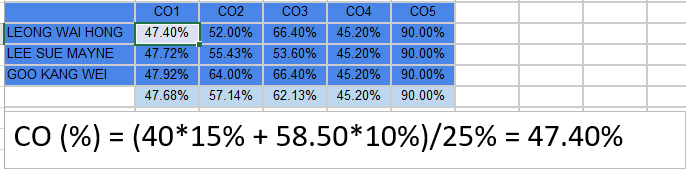 CO1 CO2 CO3 CO4 CO5
LEONG WAI HONG 47.40% 52.00% 66.40% 45.20% 90.00%
LEE SUE MAYNE 47.72% 55.43% 53.60% 45.20% 90.00%
GOO KANG WEI 47.92% 64.00% 66.40% 45.20% 90.00%
47.68% 57.14% 62.13% 45.20% 90.00%
CO (%) = (40*15% + 58.50*10%)/25% = 47.40%